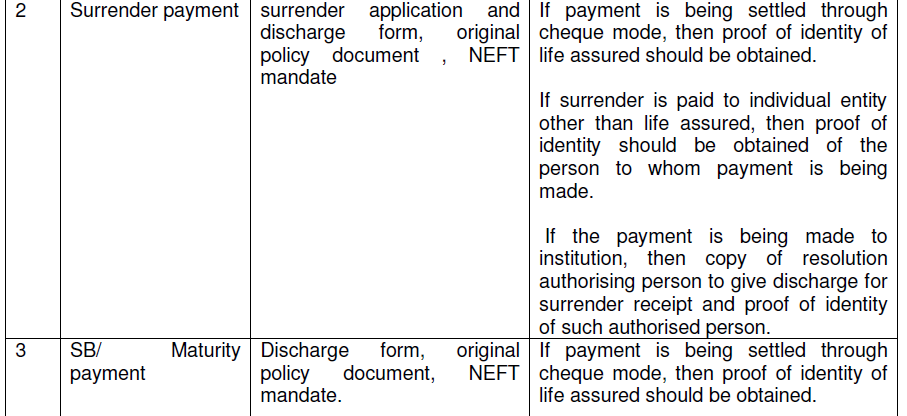 2
Surrender payment
surrender application and
discharge form, original
policy document , NEFT
mandate
If payment is being settled through
cheque mode, then proof of identity of
life assured should be obtained.
If surrender is paid to individual entity
other than life assured, then proof of
identity should be obtained of the
person to whom payment is being
made.
If the payment is being made to
institution, then copy of resolution
authorising person to give discharge for
surrender receipt and proof of identity
of such authorised person.
3
SB/ Maturity
payment
Discharge form, original
policy document, NEFT
mandate.
If payment is being settled through
cheque mode, then proof of identity of
life assured should be obtained.